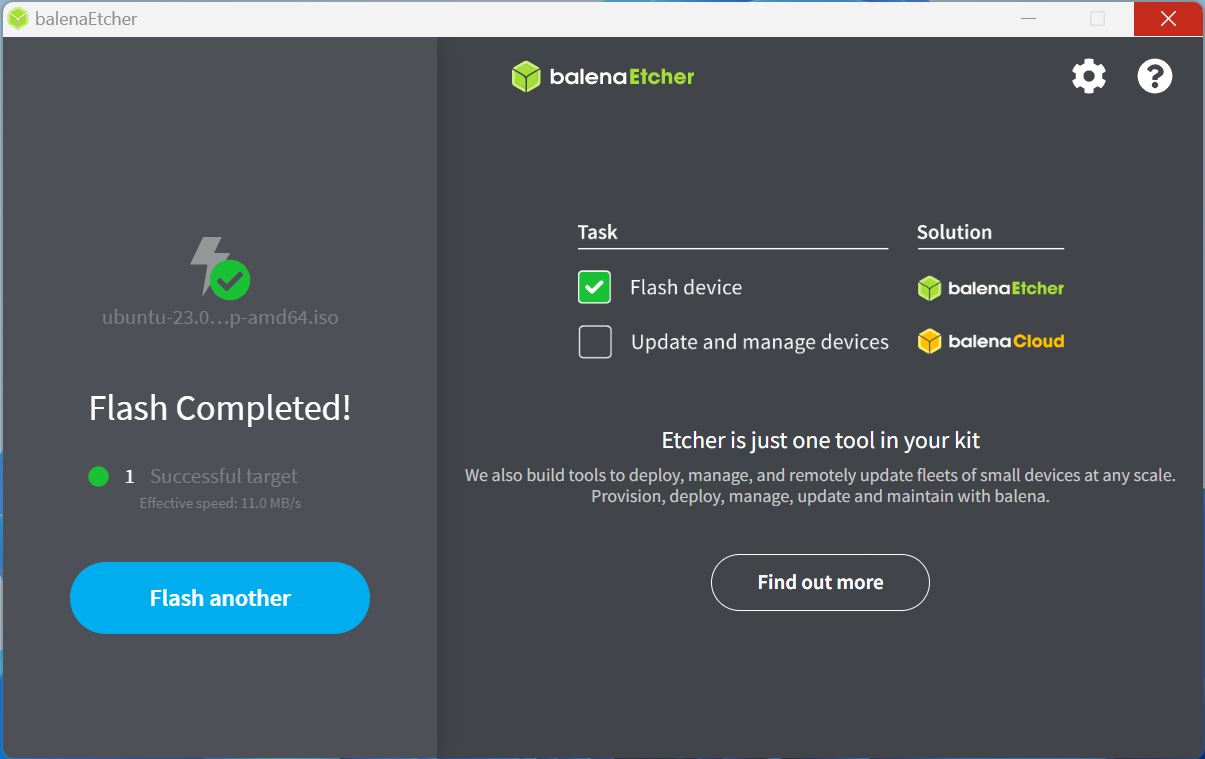 balenaEtcher
balenaEtcher
ubuntu-23.0...p-amd64.iso
Flash Completed!
1 Successful target
Effective speed: 11.0 MB/s
Flash another
Task Solution
Flash device balenaEtcher
Update and manage devices balenaCloud
Etcher is just one tool in your kit
We also build tools to deploy, manage, and remotely update fleets of small devices at any scale.
Provision, deploy, manage, update and maintain with balena.
Find out more